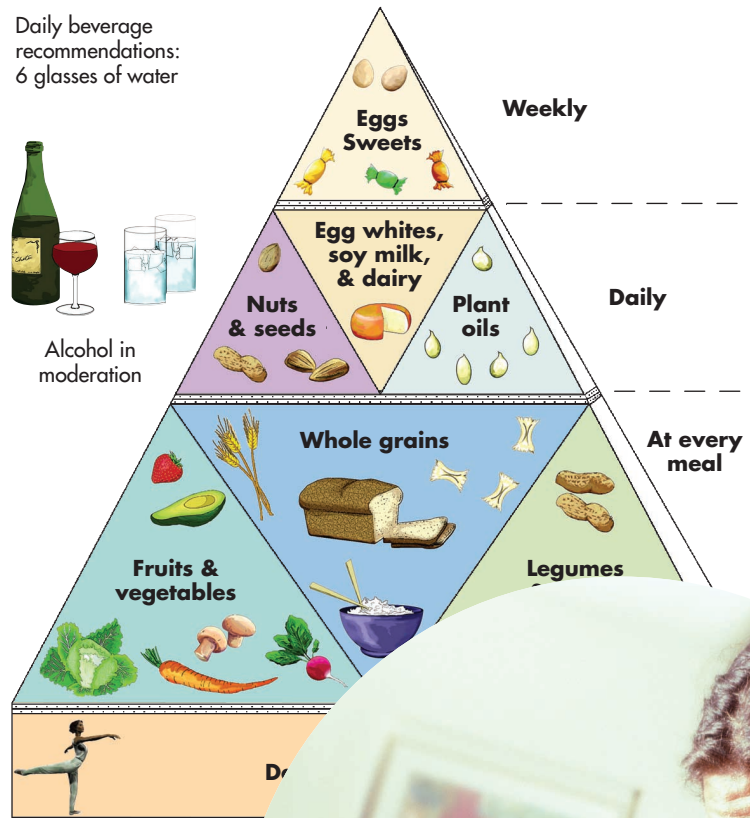 Daily beverage
recommendations:
6 glasses of water
Eggs
Sweets
Weekly
Egg whites,
soy milk,
& dairy
Nuts
& seeds
Plant
oils
Daily
Alcohol in
moderation
Whole grains
At every
meal
Fruits &
vegetables
Legumes